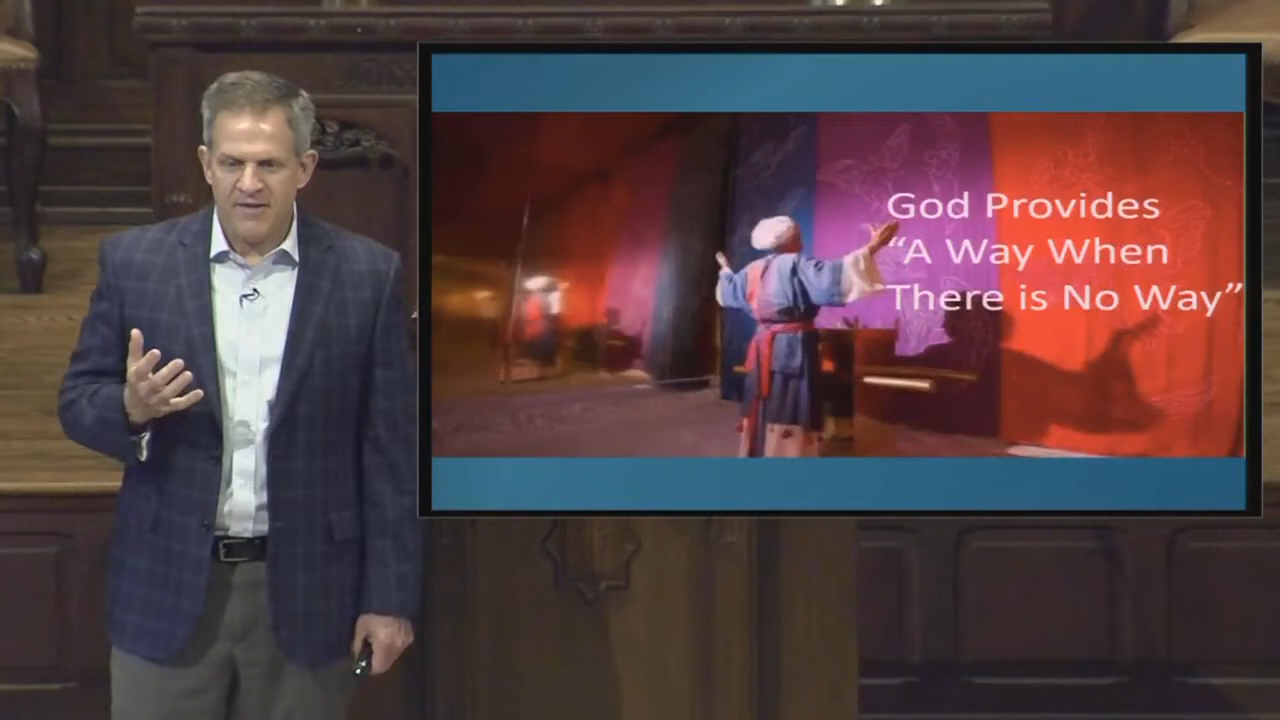 God Provides
“A Way When
There is No Way”